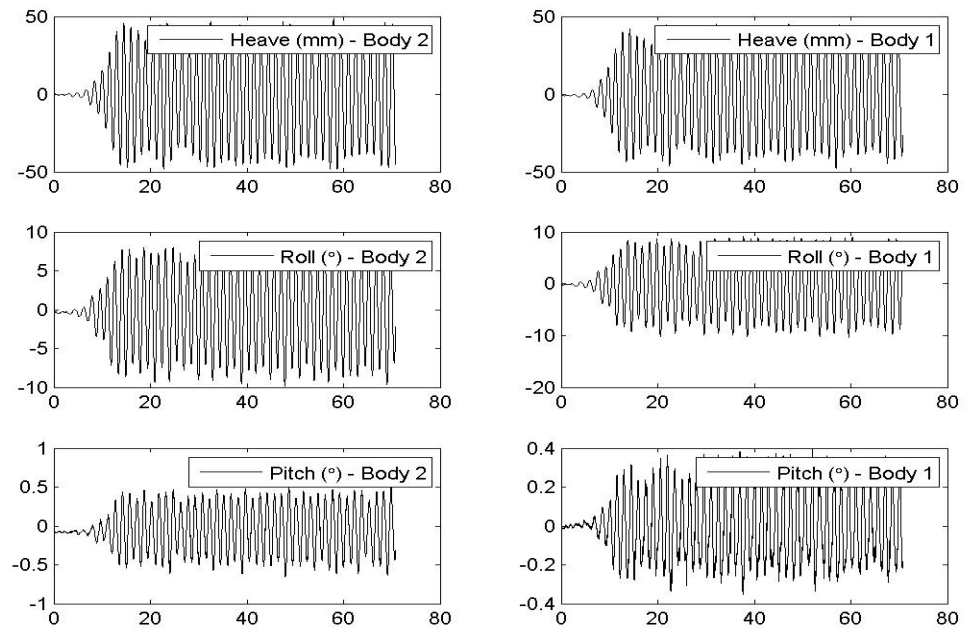 50
0
-50
0 20 40 60 80
Heave (mm) - Body 2
50
0
-50
0 20 40 60 80
Heave (mm) - Body 1
10
5
0
-5
-10
0 20 40 60 80
Roll (°) - Body 2
10
0
-10
-20
0 20 40 60 80
Roll (°) - Body 1
1
0.5
0
-0.5
-1
0 20 40 60 80
Pitch (°) - Body 2
0.4
0.2
0
-0.2
-0.4
0 20 40 60 80
Pitch (°) - Body 1